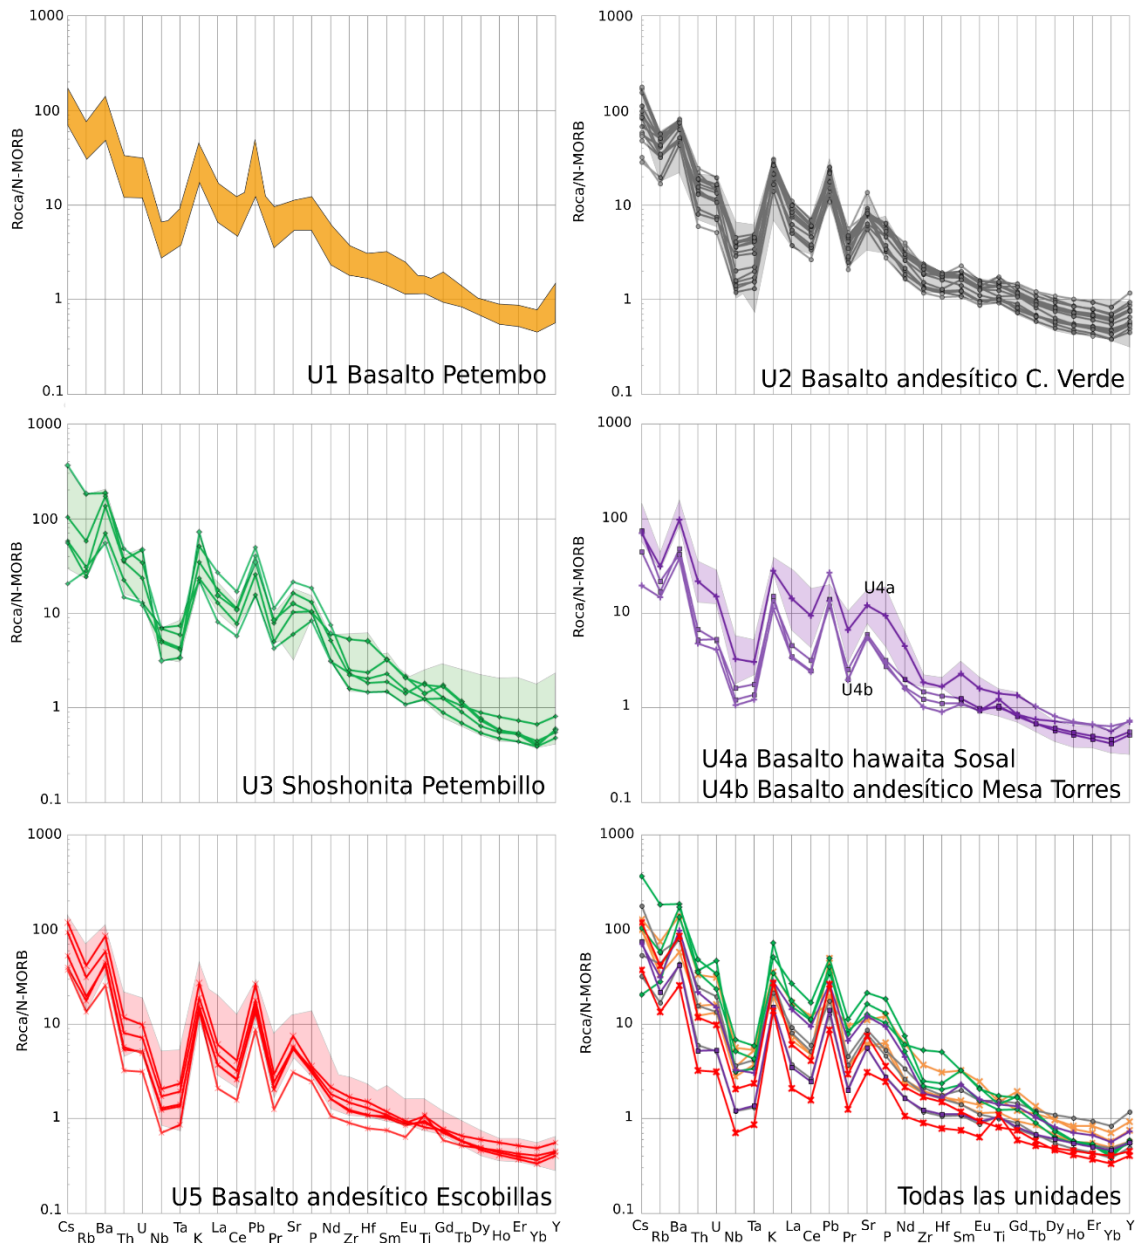 1000
100
10
1
0.1
Roca/N-MORB
U1 Basalto Petembo
1000
100
10
1
0.1
Roca/N-MORB
U2 Basalto andesítico C. Verde
1000
100
10
1
0.1
Roca/N-MORB
U3 Shoshonita Petembillo
1000
100
10
1
0.1
Roca/N-MORB
U4a
U4b
U4a Basalto hawaita Sosal
U4b Basalto andesítico Mesa Torres
1000
100
10
1
0.1
Roca/N-MORB
U5 Basalto andesítico Escobillas
Cs Rb Ba Th U Nb Ta K La Ce Pb Pr Sr P Nd Zr Hf Sm Eu Ti Gd Tb Dy Ho Er Yb Y
1000
100
10
1
0.1
Roca/N-MORB
Todas las unidades
Cs Rb Ba Th U Nb Ta K La Ce Pb Pr Sr P Nd Zr Hf Sm Eu Ti Gd Tb Dy Ho Er Yb Y